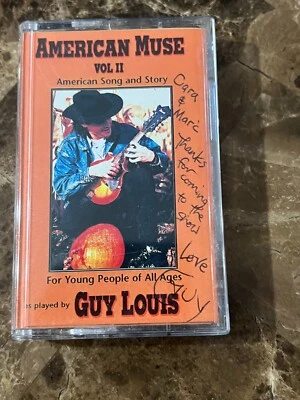 AMERICAN MUSE
VOL II
American Song and Story
Cara
& Marc Thanks
for coming
to the
show
Love
GUY
For Young People of All Ages
as played by GUY LOUIS